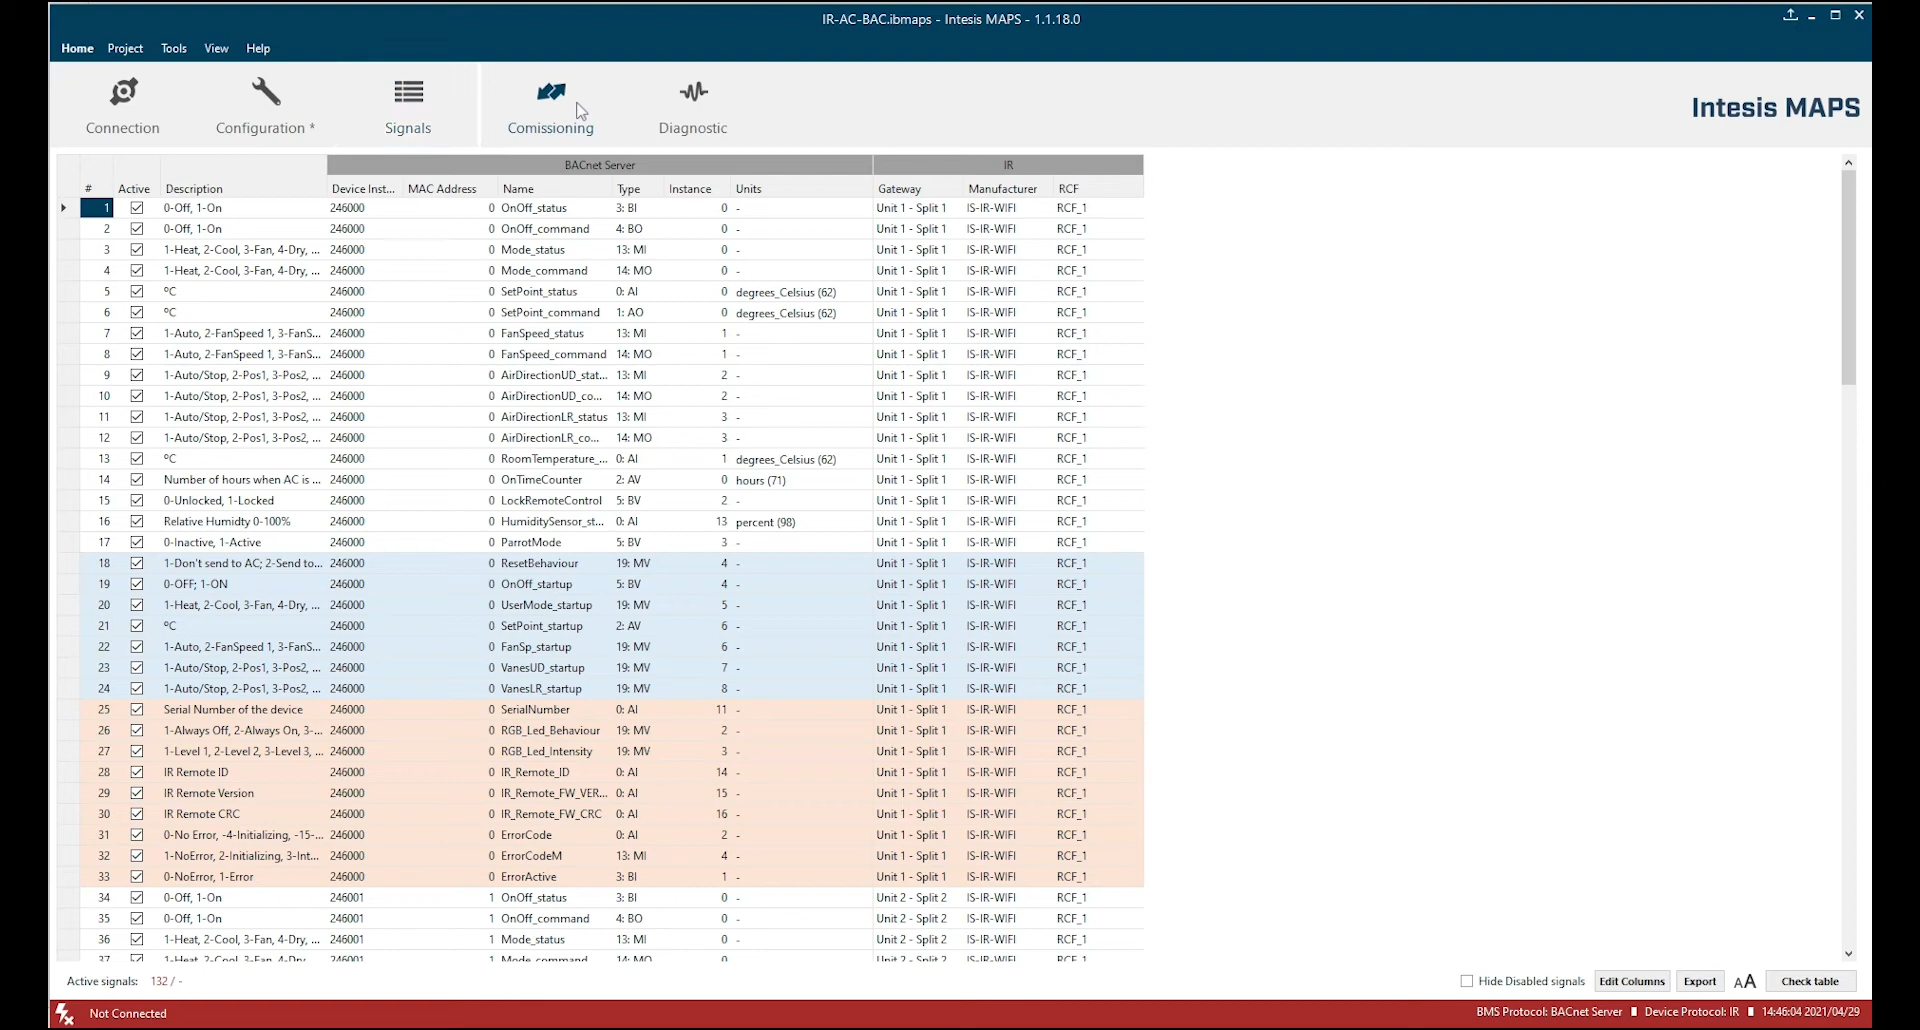 IR-AC-BAC.ibmaps - Intesis MAPS - 1.1.18.0
Home Project Tools View Help
Connection Configuration * Signals Comissioning Diagnostic
Intesis MAPS
BACnet Server IR
# Active Description Device Inst... MAC Address Name Type Instance Units Gateway Manufacturer RCF
1 0-Off, 1-On 246000 0 OnOff_status 3: BI 0 - Unit 1 - Split 1 IS-IR-WIFI RCF_1
2 0-Off, 1-On 246000 0 OnOff_command 4: BO 0 - Unit 1 - Split 1 IS-IR-WIFI RCF_1
3 1-Heat, 2-Cool, 3-Fan, 4-Dry, ... 246000 0 Mode_status 13: MI 0 - Unit 1 - Split 1 IS-IR-WIFI RCF_1
4 1-Heat, 2-Cool, 3-Fan, 4-Dry, ... 246000 0 Mode_command 14: MO 0 - Unit 1 - Split 1 IS-IR-WIFI RCF_1
5 ºC 246000 0 SetPoint_status 0: AI 0 degrees_Celsius (62) Unit 1 - Split 1 IS-IR-WIFI RCF_1
6 ºC 246000 0 SetPoint_command 1: AO 0 degrees_Celsius (62) Unit 1 - Split 1 IS-IR-WIFI RCF_1
7 1-Auto, 2-FanSpeed 1, 3-FanS... 246000 0 FanSpeed_status 13: MI 1 - Unit 1 - Split 1 IS-IR-WIFI RCF_1
8 1-Auto, 2-FanSpeed 1, 3-FanS... 246000 0 FanSpeed_command 14: MO 1 - Unit 1 - Split 1 IS-IR-WIFI RCF_1
9 1-Auto/Stop, 2-Pos1, 3-Pos2, ... 246000 0 AirDirectionUD_stat... 13: MI 2 - Unit 1 - Split 1 IS-IR-WIFI RCF_1
10 1-Auto/Stop, 2-Pos1, 3-Pos2, ... 246000 0 AirDirectionUD_co... 14: MO 2 - Unit 1 - Split 1 IS-IR-WIFI RCF_1
11 1-Auto/Stop, 2-Pos1, 3-Pos2, ... 246000 0 AirDirectionLR_status 13: MI 3 - Unit 1 - Split 1 IS-IR-WIFI RCF_1
12 1-Auto/Stop, 2-Pos1, 3-Pos2, ... 246000 0 AirDirectionLR_co... 14: MO 3 - Unit 1 - Split 1 IS-IR-WIFI RCF_1
13 ºC 246000 0 RoomTemperature_... 0: AI 1 degrees_Celsius (62) Unit 1 - Split 1 IS-IR-WIFI RCF_1
14 Number of hours when AC is ... 246000 0 OnTimeCounter 2: AV 0 hours (71) Unit 1 - Split 1 IS-IR-WIFI RCF_1
15 0-Unlocked, 1-Locked 246000 0 LockRemoteControl 5: BV 2 - Unit 1 - Split 1 IS-IR-WIFI RCF_1
16 Relative Humidty 0-100% 246000 0 HumiditySensor_st... 0: AI 13 percent (98) Unit 1 - Split 1 IS-IR-WIFI RCF_1
17 0-Inactive, 1-Active 246000 0 ParrotMode 5: BV 3 - Unit 1 - Split 1 IS-IR-WIFI RCF_1
18 1-Don't send to AC; 2-Send to... 246000 0 ResetBehaviour 19: MV 4 - Unit 1 - Split 1 IS-IR-WIFI RCF_1
19 0-OFF; 1-ON 246000 0 OnOff_startup 5: BV 4 - Unit 1 - Split 1 IS-IR-WIFI RCF_1
20 1-Heat, 2-Cool, 3-Fan, 4-Dry, ... 246000 0 UserMode_startup 19: MV 5 - Unit 1 - Split 1 IS-IR-WIFI RCF_1
21 ºC 246000 0 SetPoint_startup 2: AV 6 - Unit 1 - Split 1 IS-IR-WIFI RCF_1
22 1-Auto, 2-FanSpeed 1, 3-FanS... 246000 0 FanSp_startup 19: MV 6 - Unit 1 - Split 1 IS-IR-WIFI RCF_1
23 1-Auto/Stop, 2-Pos1, 3-Pos2, ... 246000 0 VanesUD_startup 19: MV 7 - Unit 1 - Split 1 IS-IR-WIFI RCF_1
24 1-Auto/Stop, 2-Pos1, 3-Pos2, ... 246000 0 VanesLR_startup 19: MV 8 - Unit 1 - Split 1 IS-IR-WIFI RCF_1
25 Serial Number of the device 246000 0 SerialNumber 0: AI 11 - Unit 1 - Split 1 IS-IR-WIFI RCF_1
26 1-Always Off, 2-Always On, 3-... 246000 0 RGB_Led_Behaviour 19: MV 2 - Unit 1 - Split 1 IS-IR-WIFI RCF_1
27 1-Level 1, 2-Level 2, 3-Level 3, ... 246000 0 RGB_Led_Intensity 19: MV 3 - Unit 1 - Split 1 IS-IR-WIFI RCF_1
28 IR Remote ID 246000 0 IR_Remote_ID 0: AI 14 - Unit 1 - Split 1 IS-IR-WIFI RCF_1
29 IR Remote Version 246000 0 IR_Remote_FW_VER... 0: AI 15 - Unit 1 - Split 1 IS-IR-WIFI RCF_1
30 IR Remote CRC 246000 0 IR_Remote_FW_CRC 0: AI 16 - Unit 1 - Split 1 IS-IR-WIFI RCF_1
31 0-No Error, -4-Initializing, -15-... 246000 0 ErrorCode 0: AI 2 - Unit 1 - Split 1 IS-IR-WIFI RCF_1
32 1-NoError, 2-Initializing, 3-Int... 246000 0 ErrorCodeM 13: MI 4 - Unit 1 - Split 1 IS-IR-WIFI RCF_1
33 0-NoError, 1-Error 246000 0 ErrorActive 3: BI 1 - Unit 1 - Split 1 IS-IR-WIFI RCF_1
34 0-Off, 1-On 246001 1 OnOff_status 3: BI 0 - Unit 2 - Split 2 IS-IR-WIFI RCF_1
35 0-Off, 1-On 246001 1 OnOff_command 4: BO 0 - Unit 2 - Split 2 IS-IR-WIFI RCF_1
36 1-Heat, 2-Cool, 3-Fan, 4-Dry, ... 246001 1 Mode_status 13: MI 0 - Unit 2 - Split 2 IS-IR-WIFI RCF_1
37 1-Heat, 2-Cool, 3-Fan, 4-Dry, ... 246001 1 Mode_command 14: MO 0 - Unit 2 - Split 2 IS-IR-WIFI RCF_1
Active signals: 132 / - Hide Disabled signals Edit Columns Export AA Check table
Not Connected BMS Protocol: BACnet Server Device Protocol: IR 14:46:04 2021/04/29